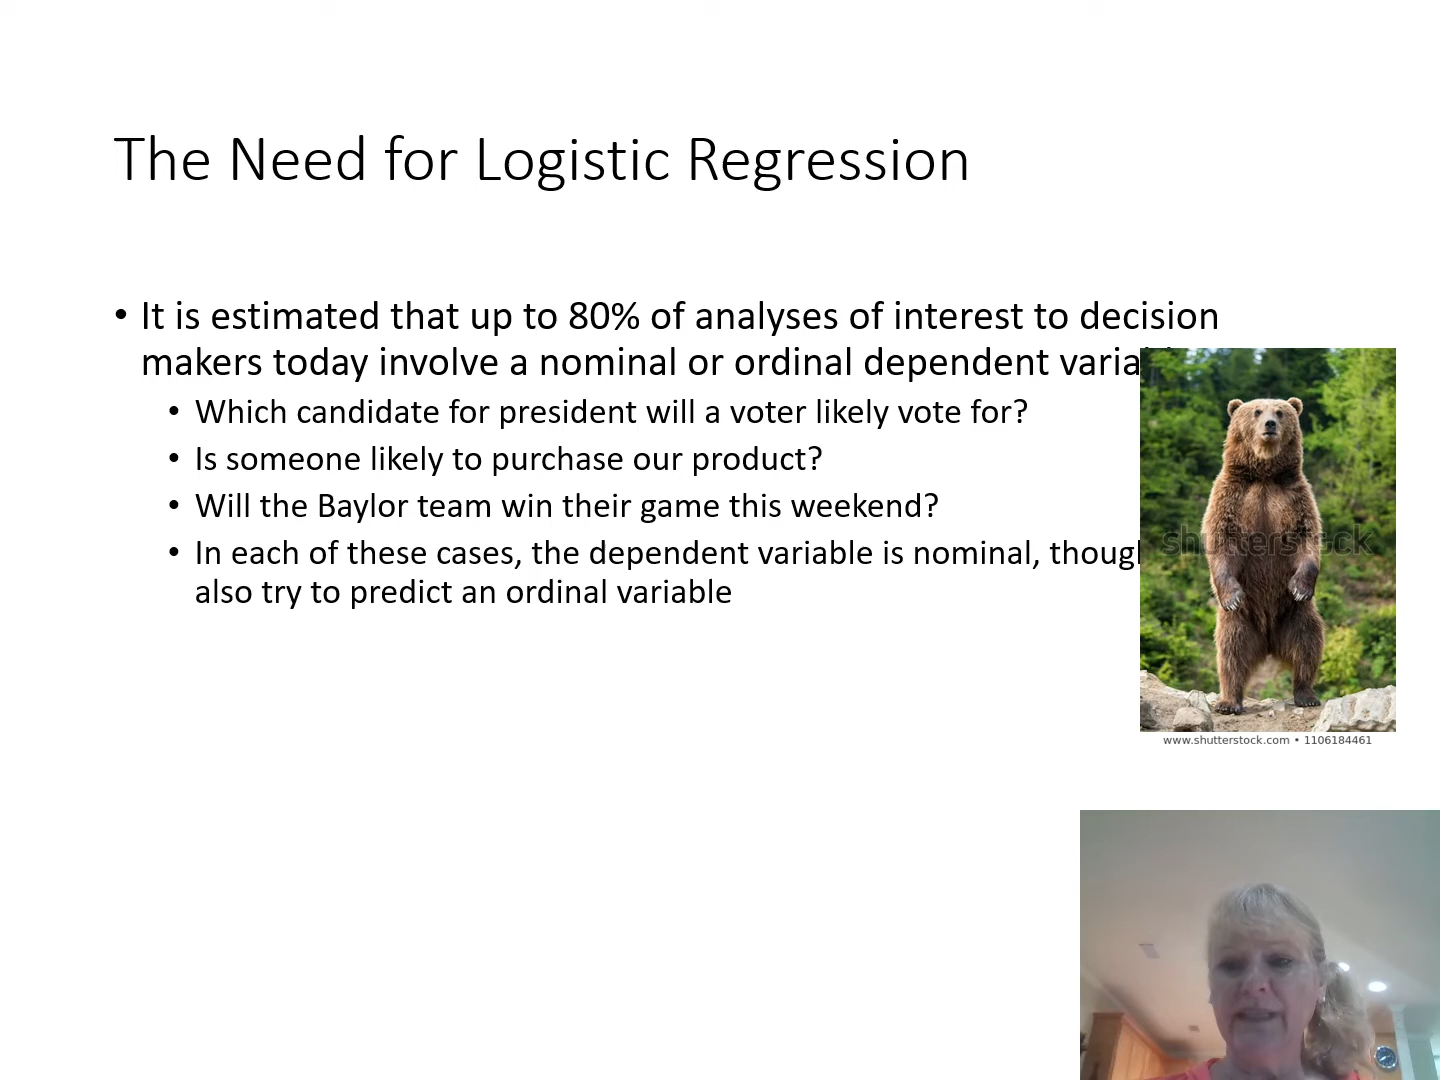 The Need for Logistic Regression
• It is estimated that up to 80% of analyses of interest to decision
makers today involve a nominal or ordinal dependent
• Which candidate for president will a voter likely vote for?
• Is someone likely to purchase our product?
• Will the Baylor team win their game this weekend?
• In each of these cases, the dependent variable is nominal,
also try to predict an ordinal variable
shutterstock
www.shutterstock.com • 1106184461